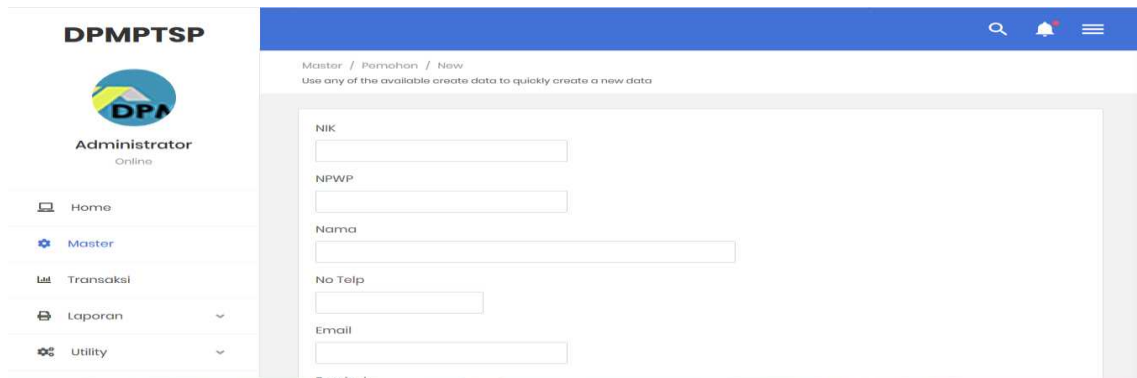 DPMPTSP
DPM
Administrator
Online
Home
Master
Transaksi
Laporan
Utility
Master / Pemohon / New
Use any of the available create data to quickly create a new data
NIK
NPWP
Nama
No Telp
Email